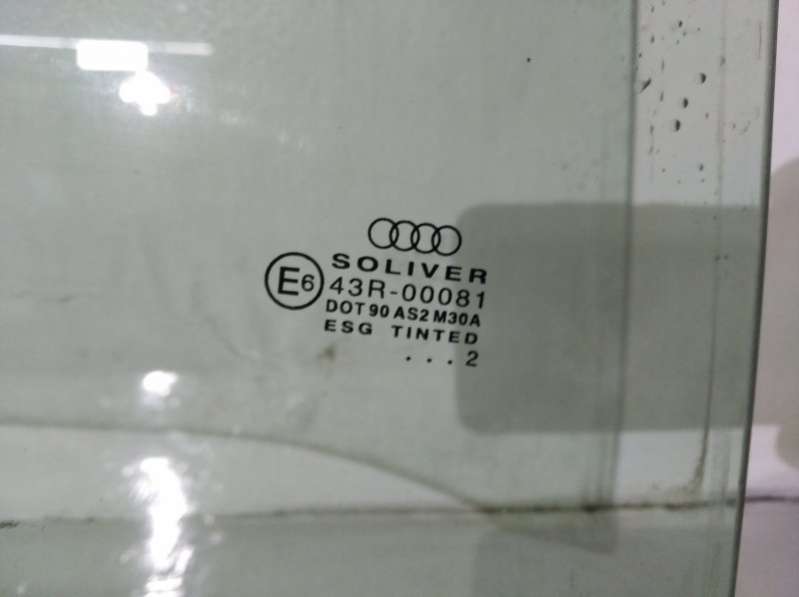 SOLIVER
E6 43R-00081
DOT 90 AS2 M30A
ESG TINTED
. . . 2